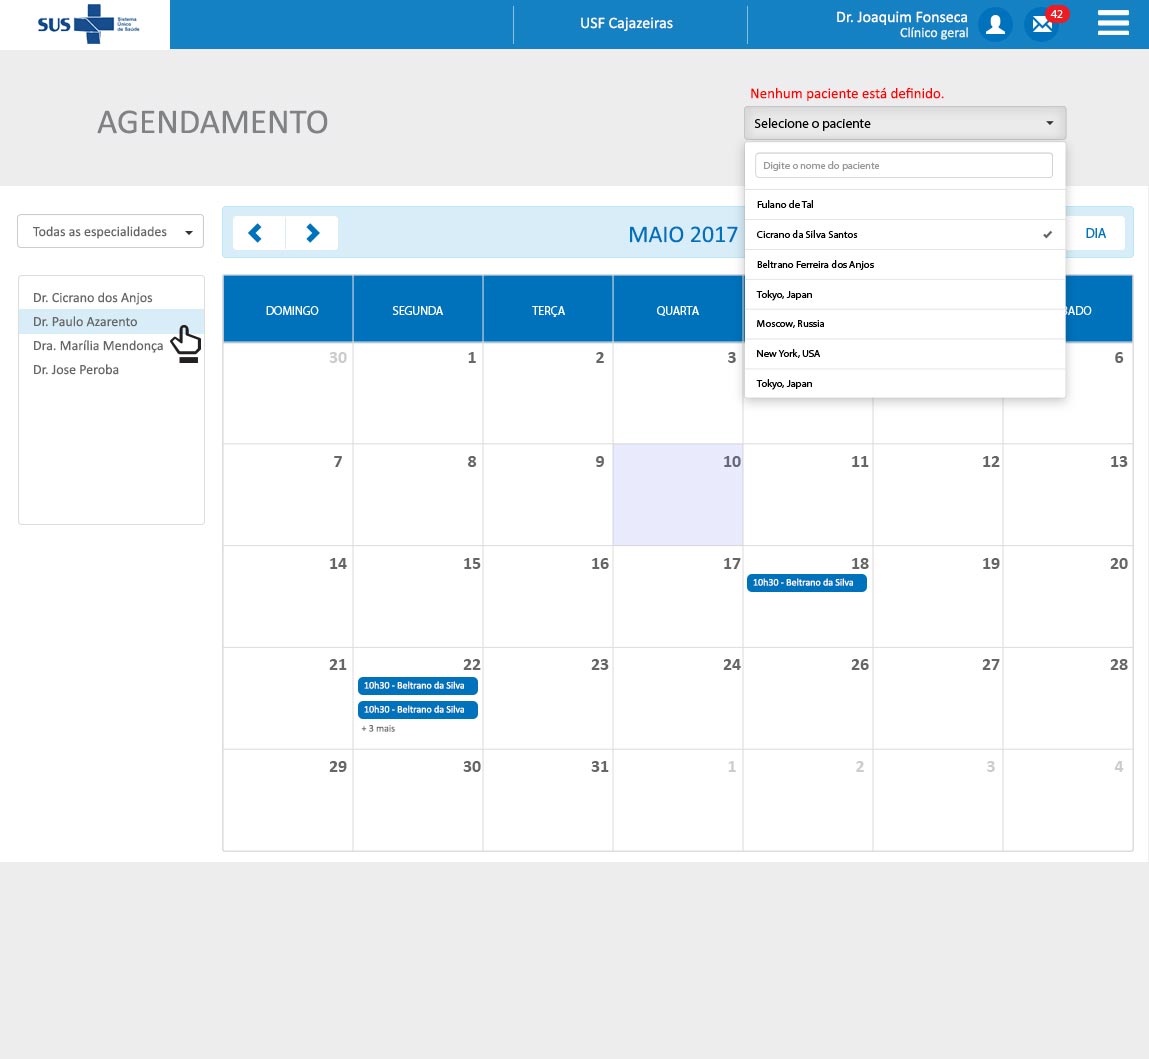 SUS
Sistema
Único
de Saúde
USF Cajazeiras
Dr. Joaquim Fonseca
Clínico geral
42
AGENDAMENTO
Nenhum paciente está definido.
Selecione o paciente
Digite o nome do paciente
Fulano de Tal
Cicrano da Silva Santos
Beltrano Ferreira dos Anjos
Tokyo, Japan
Moscow, Russia
New York, USA
Tokyo, Japan
Todas as especialidades
Dr. Cicrano dos Anjos
Dr. Paulo Azarento
Dra. Marília Mendonça
Dr. Jose Peroba
MAIO 2017
DIA
DOMINGO SEGUNDA TERÇA QUARTA BADO
30 1 2 3 6
7 8 9 10 11 12 13
14 15 16 17 18 19 20
10h30 - Beltrano da Silva
21 22 23 24 26 27 28
10h30 - Beltrano da Silva
10h30 - Beltrano da Silva
+ 3 mais
29 30 31 1 2 3 4